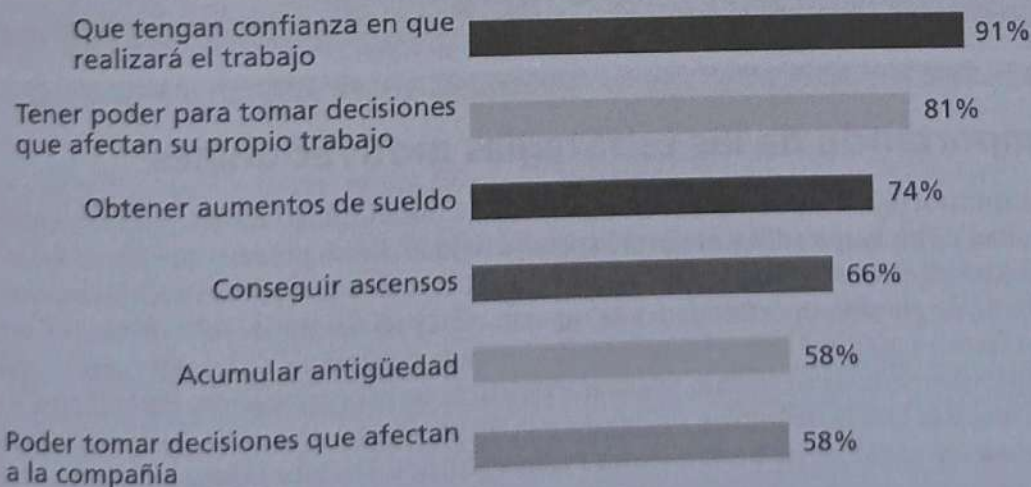 Que tengan confianza en que
realizará el trabajo
91%
Tener poder para tomar decisiones
que afectan su propio trabajo
81%
Obtener aumentos de sueldo
74%
Conseguir ascensos
66%
Acumular antigüedad
58%
Poder tomar decisiones que afectan
a la compañía
58%